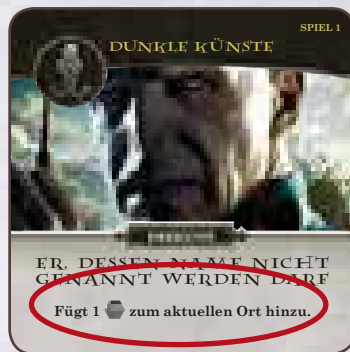 SPIEL 1
DUNKLE KÜNSTE
ER, DESSEN NAME NICHT
GENANNT WERDEN DARF
Fügt 1 zum aktuellen Ort hinzu.